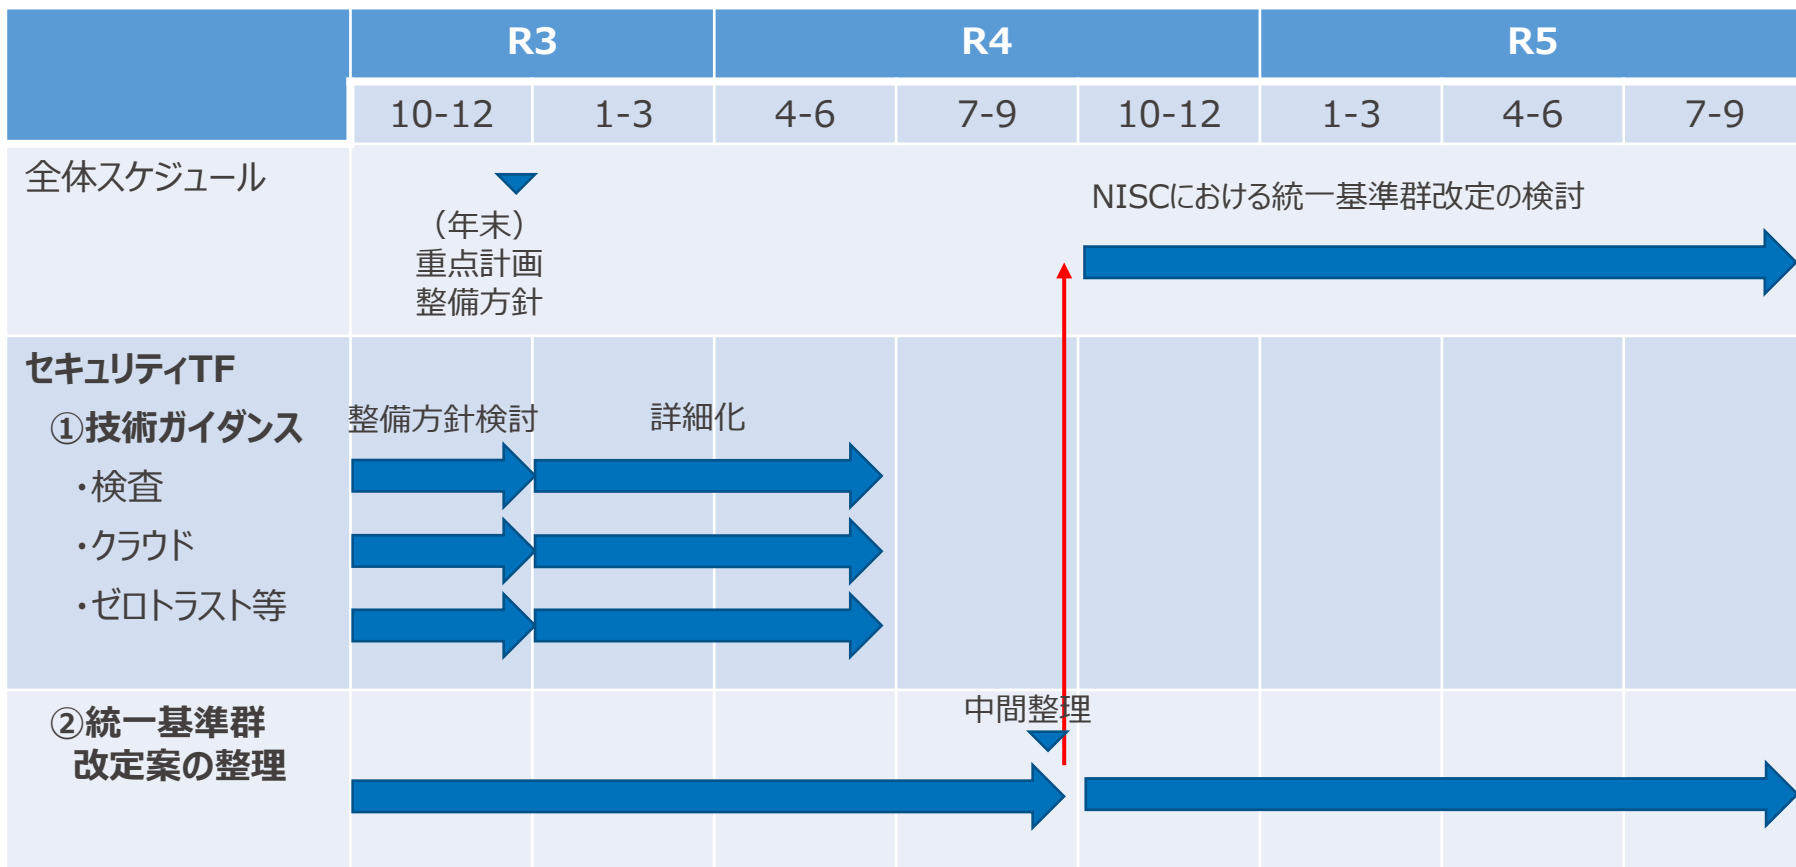 R3
R4
R5
10-12
1-3
4-6
7-9
10-12
1-3
4-6
7-9
全体スケジュール
（年末）
重点計画
整備方針
NISCにおける統一基準群改定の検討
セキュリティTF
①技術ガイダンス
整備方針検討
詳細化
・検査
・クラウド
・ゼロトラスト等
②統一基準群
改定案の整理
中間整理